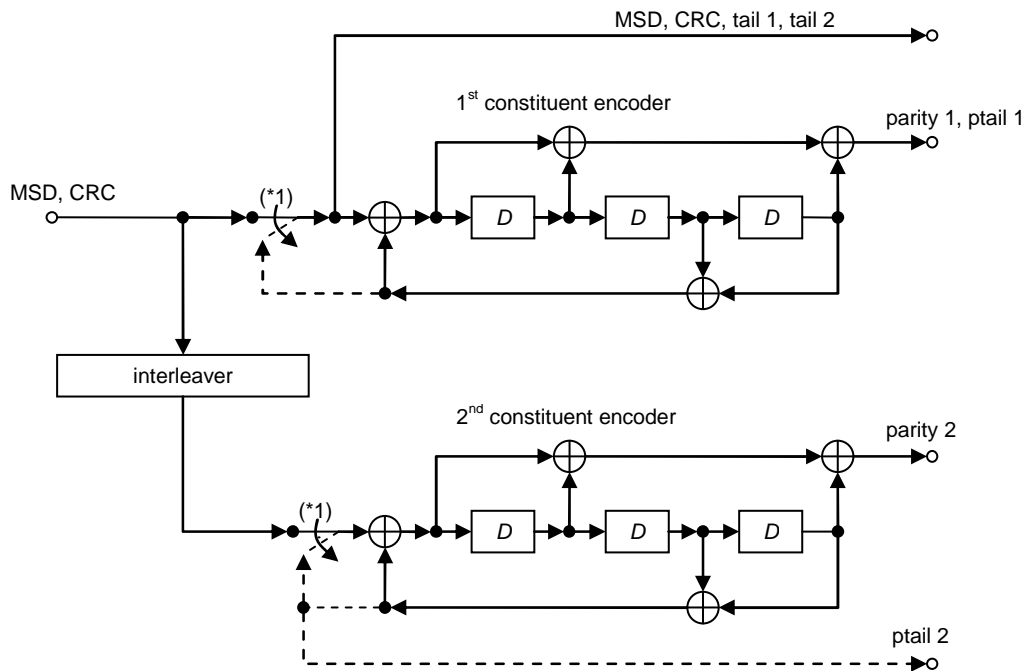 MSD, CRC, tail 1, tail 2
1st constituent encoder
parity 1, ptail 1
MSD, CRC
(*1)
D
D
D
interleaver
2nd constituent encoder
parity 2
(*1)
D
D
D
ptail 2